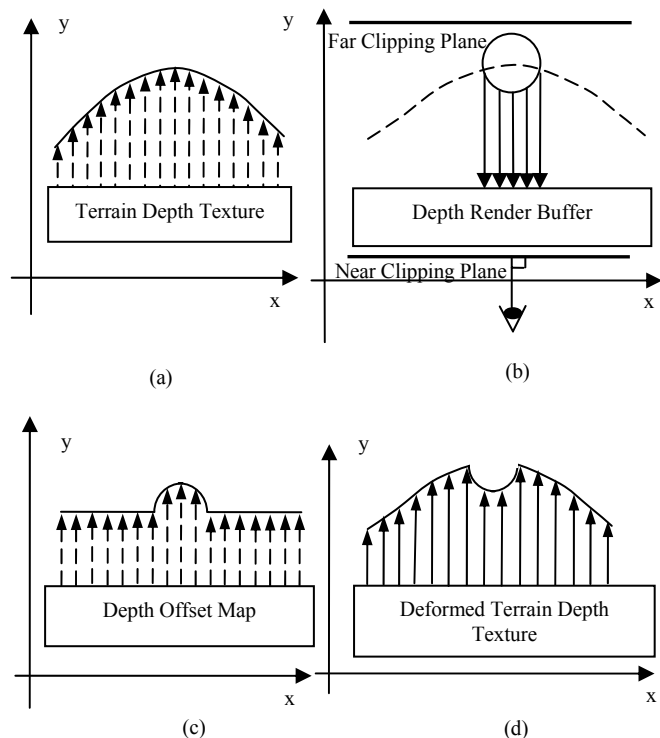 y
Terrain Depth Texture
x
(a)
y
Far Clipping Plane
Depth Render Buffer
Near Clipping Plane
x
(b)
y
Depth Offset Map
x
(c)
y
Deformed Terrain Depth
Texture
x
(d)